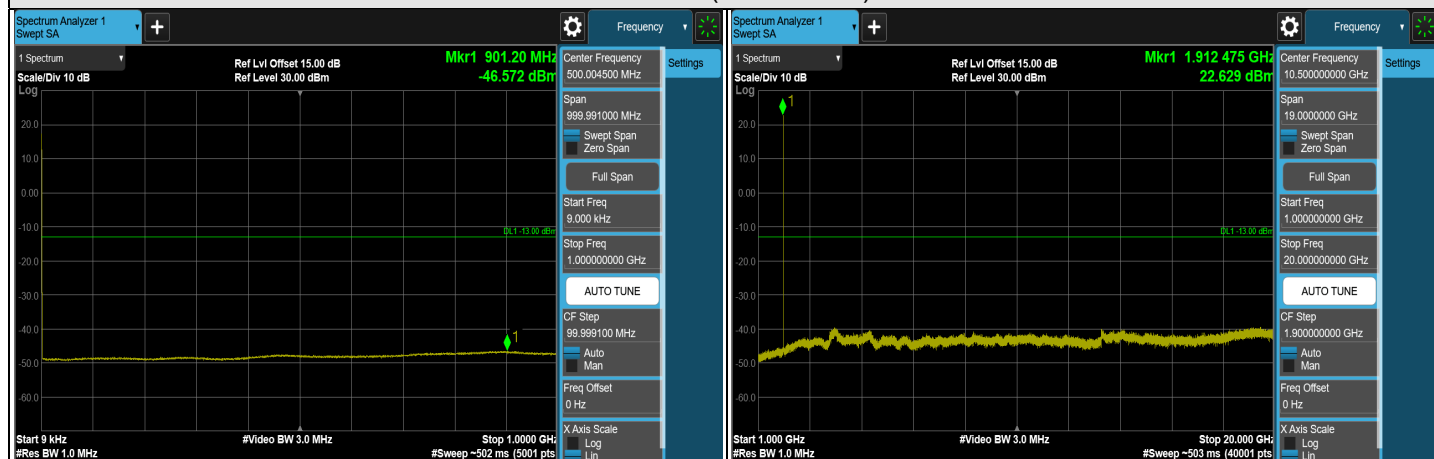 Spectrum Analyzer 1
Swept SA
+
Frequency
1 Spectrum
Ref Lvl Offset 15.00 dB
Mkr1 901.20 MHz
Scale/Div 10 dB
Ref Level 30.00 dBm
-46.572 dBm
Log
20.0
10.0
0.00
-10.0
-20.0
-30.0
-40.0
-50.0
-60.0
DL1 -13.00 dBm
1
Start 9 kHz
#Video BW 3.0 MHz
Stop 1.0000 GHz
#Res BW 1.0 MHz
#Sweep ~502 ms (5001 pts
Center Frequency
500.004500 MHz
Settings
Span
999.991000 MHz
Swept Span
Zero Span
Full Span
Start Freq
9.000 kHz
Stop Freq
1.000000000 GHz
AUTO TUNE
CF Step
99.999100 MHz
Auto
Man
Freq Offset
0 Hz
X Axis Scale
Log
Lin
Spectrum Analyzer 1
Swept SA
+
Frequency
1 Spectrum
Ref Lvl Offset 15.00 dB
Mkr1 1.912 475 GHz
Scale/Div 10 dB
Ref Level 30.00 dBm
22.629 dBm
Log
1
20.0
10.0
0.00
-10.0
-20.0
-30.0
-40.0
-50.0
-60.0
DL1 -13.00 dBm
Start 1.000 GHz
#Video BW 3.0 MHz
Stop 20.000 GHz
#Res BW 1.0 MHz
#Sweep ~503 ms (40001 pts
Center Frequency
10.500000000 GHz
Settings
Span
19.0000000 GHz
Swept Span
Zero Span
Full Span
Start Freq
1.000000000 GHz
Stop Freq
20.000000000 GHz
AUTO TUNE
CF Step
1.900000000 GHz
Auto
Man
Freq Offset
0 Hz
X Axis Scale
Log
Lin